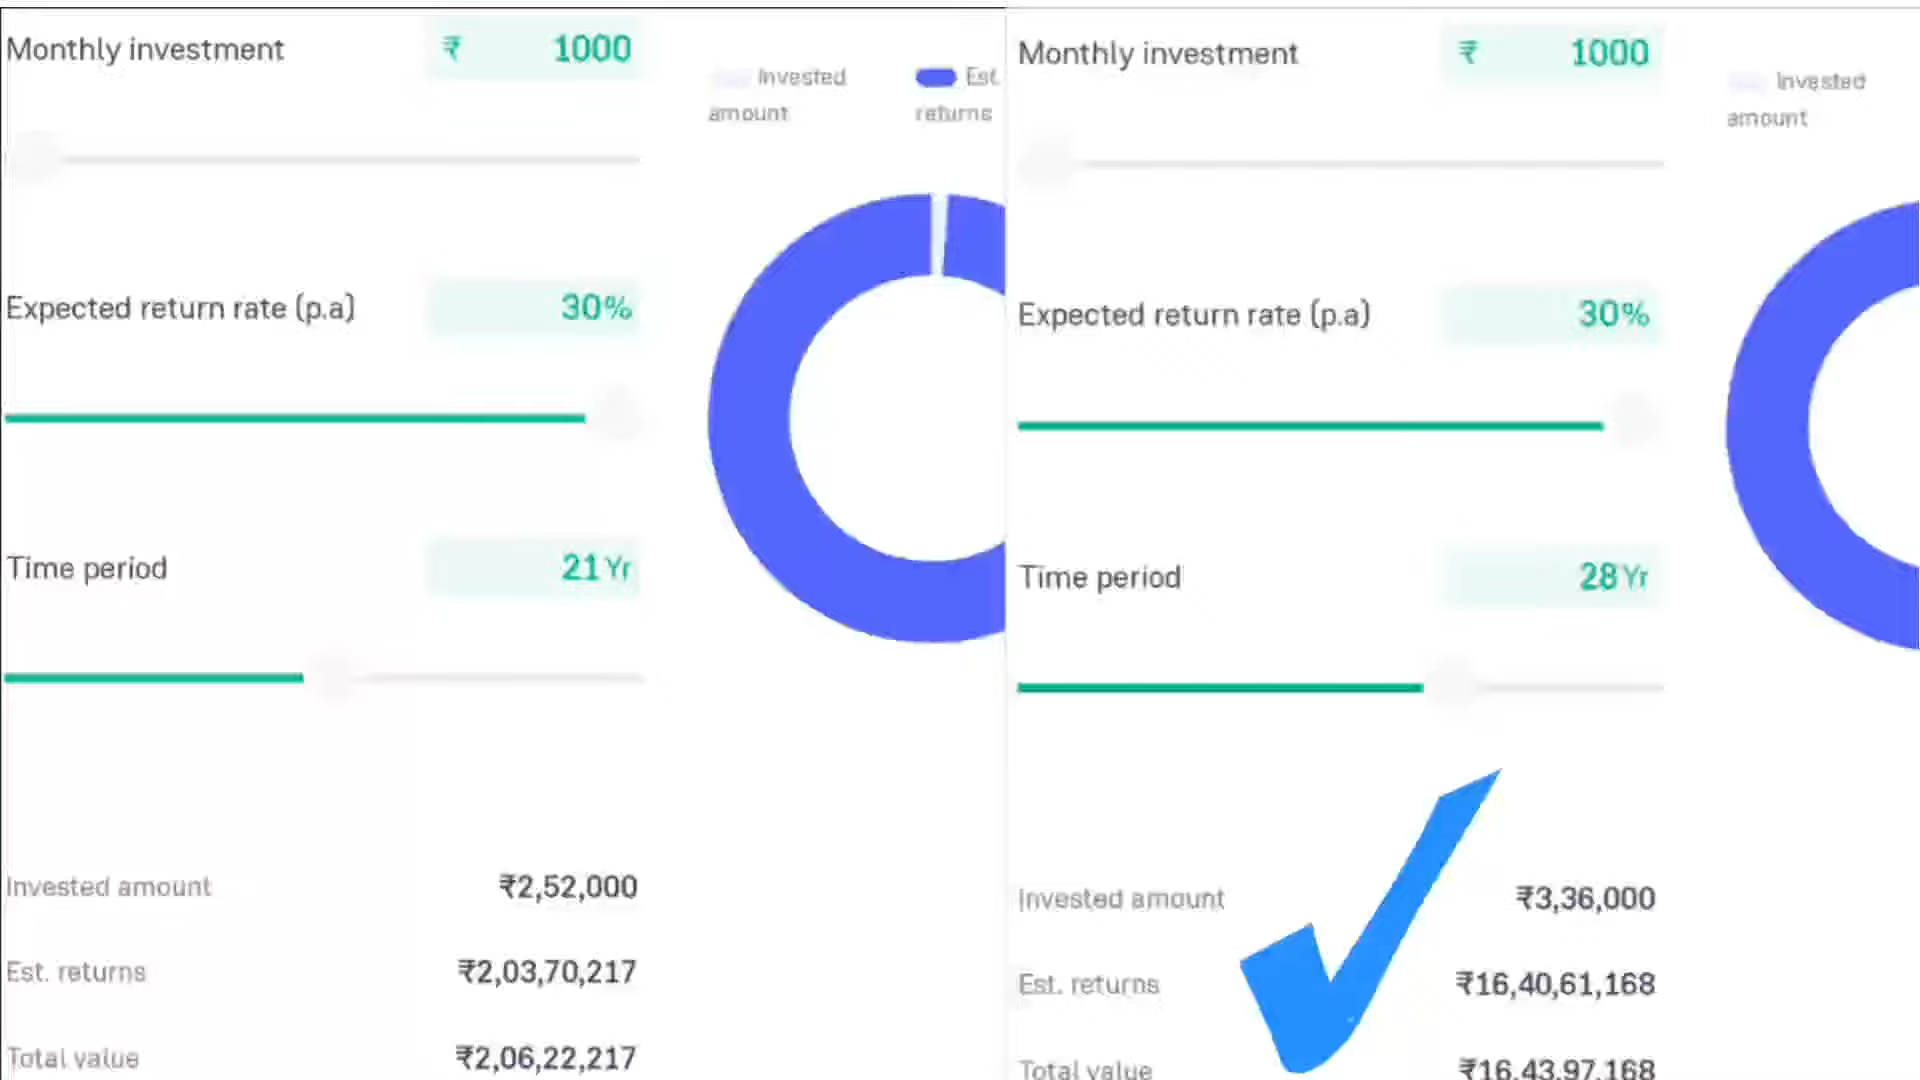 Monthly investment ₹ 1000
Invested amount
Est. returns
Expected return rate (p.a) 30%
Time period 21 Yr
Invested amount ₹2,52,000
Est. returns ₹2,03,70,217
Total value ₹2,06,22,217
Monthly investment ₹ 1000
Invested amount
Expected return rate (p.a) 30%
Time period 28 Yr
Invested amount ₹3,36,000
Est. returns ₹16,40,61,168
Total value ₹16,43,97,168